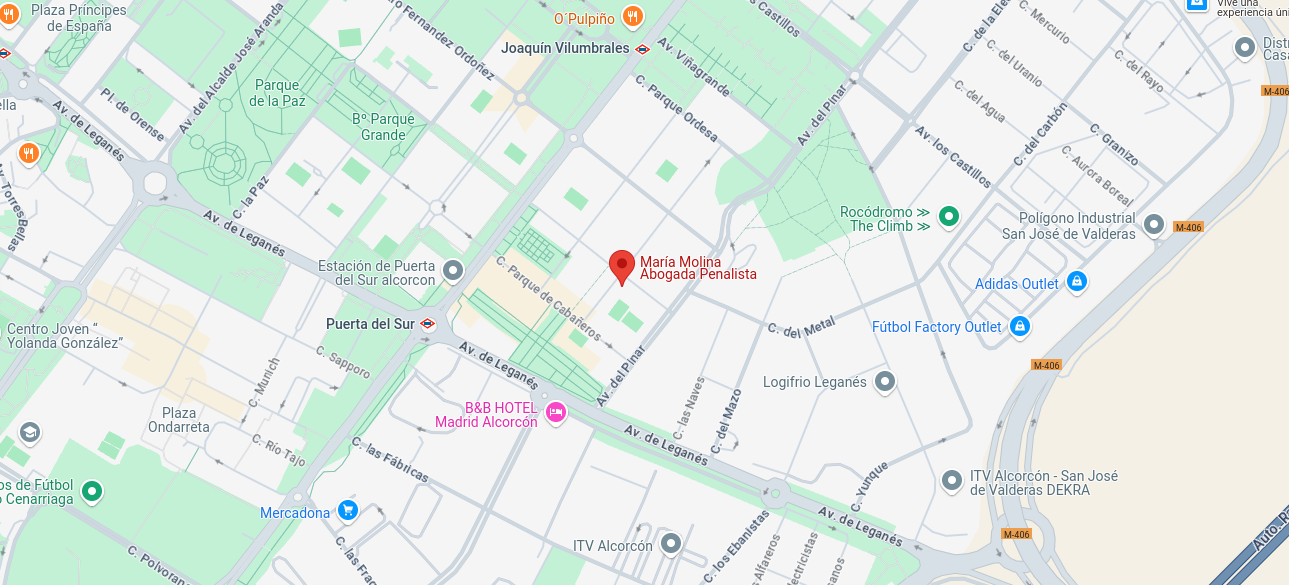 Plaza Príncipes
de España
O Pulpiño
Joaquín Vilumbrales
Fernandez Ordoñez
os Castillos
Av. Viñagrande
C. de la Ele
C. Mercurio
Vive una
experiencia úni
Distr
Casa
C. del Uranio
C. del Rayo
M-406
Parque
de la Paz
Av. del Alcalde José Aranda
Pl. de Orense
ella
Av. de Leganés
Bº Parque
Grande
C. Parque Ordesa
Av. del Pinar
C. del Agua
C. del Carbón
C. Granizo
Av. los Castillos
C. Aurora Boreal
Av. Torres
Bellas
C. la Paz
Av. de Leganés
Rocódromo ≫
The Climb ≫
Polígono Industrial
San José de Valderas
M-406
Estación de Puerta
del Sur alcorcon
C. Parque de Cabañeros
María Molina
Abogada Penalista
Adidas Outlet
Fútbol Factory Outlet
Centro Joven “
Yolanda González”
Puerta del Sur
C. del Metal
C. Sapporo
C. Munich
Av. de Leganés
Av. del Pinar
M-406
Logifrio Leganés
C. las Naves
C. del Mazo
B&B HOTEL
Madrid Alcorcón
Plaza
Ondarreta
C. Río Tajo
C. las Fábricas
Av. de Leganés
C. Yunque
ITV Alcorcón - San José
de Valderas DEKRA
os de Fútbol
o Cenarriaga
Mercadona
C. Polvoran
C. las Frac
ITV Alcorcón
C. los Ebanistas
Alfareros
lectricistas
anos
Av. de Leganés
M-406
Auto. R